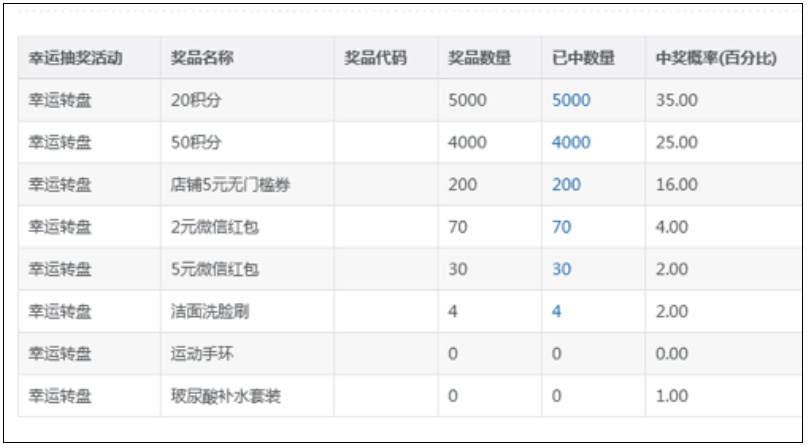 幸运抽奖活动 奖品名称 奖品代码 奖品数量 已中数量 中奖概率(百分比)
幸运转盘 20积分 5000 5000 35.00
幸运转盘 50积分 4000 4000 25.00
幸运转盘 店铺5元无门槛券 200 200 16.00
幸运转盘 2元微信红包 70 70 4.00
幸运转盘 5元微信红包 30 30 2.00
幸运转盘 洁面洗脸刷 4 4 2.00
幸运转盘 运动手环 0 0 0.00
幸运转盘 玻尿酸补水套装 0 0 1.00